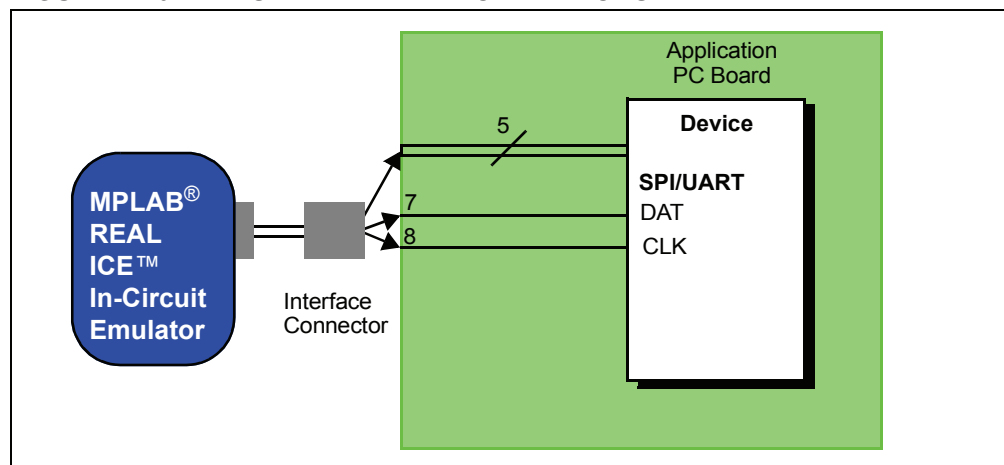 Application
PC Board
5
Device
MPLAB®
REAL
ICE™
In-Circuit
Emulator
SPI/UART
7
DAT
8
CLK
Interface
Connector